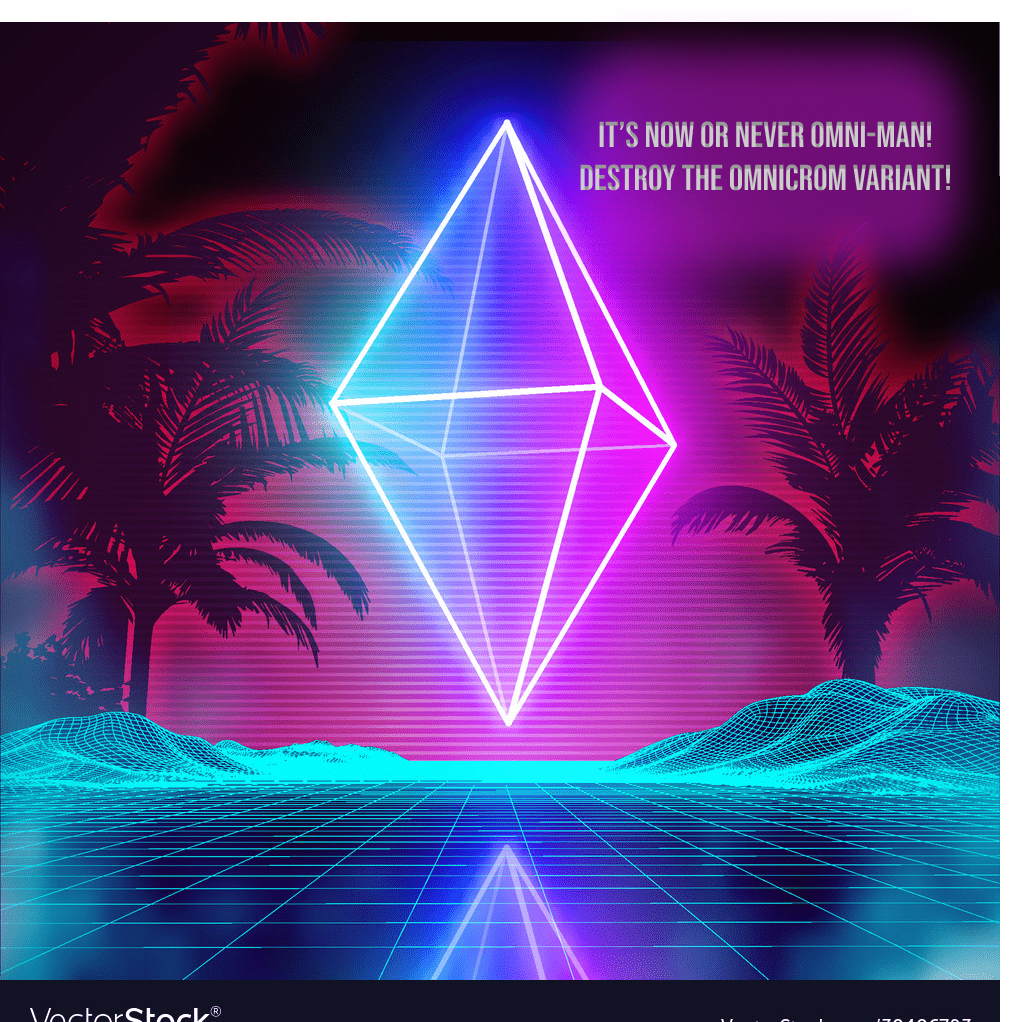 IT'S NOW OR NEVER OMNI-MAN!
DESTROY THE OMNICROM VARIANT!
VectorStock®